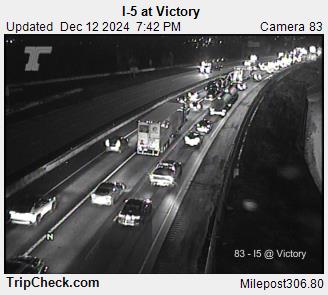 I-5 at Victory
Updated Dec 12 2024 7:42 PM Camera 83
T
N
83 - I5 @ Victory
TripCheck.com Milepost306.80